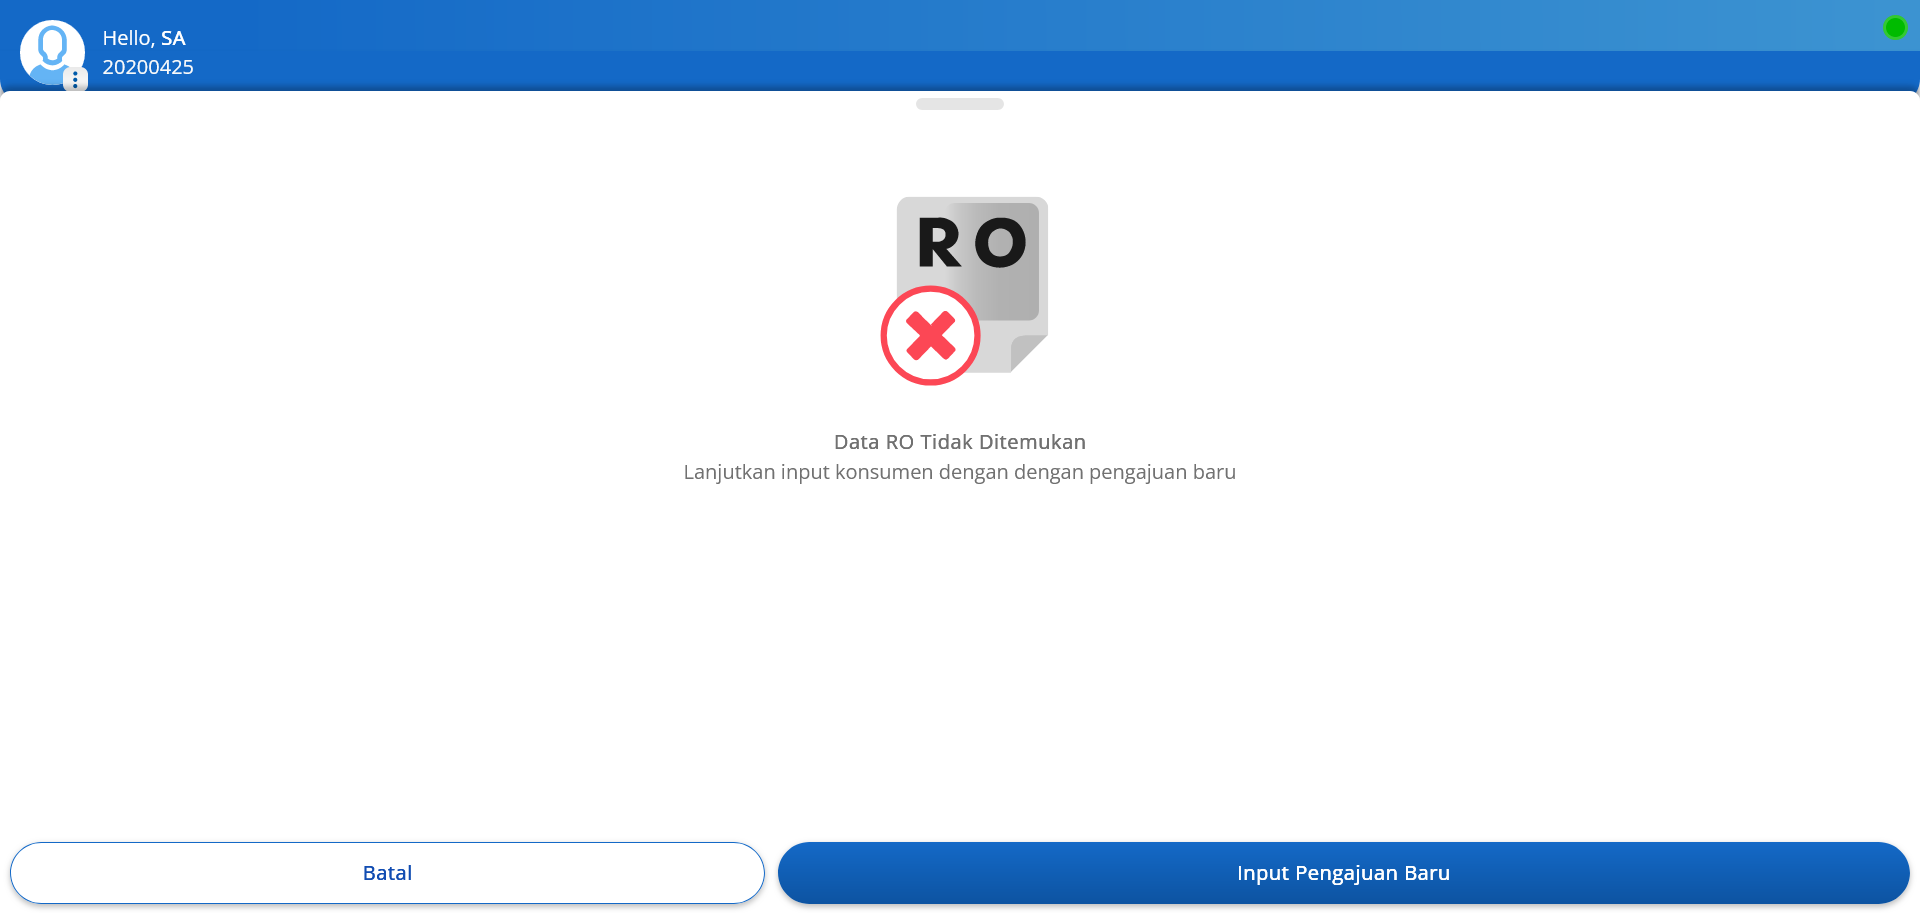 Hello, SA
20200425
RO
Data RO Tidak Ditemukan
Lanjutkan input konsumen dengan dengan pengajuan baru
Batal
Input Pengajuan Baru